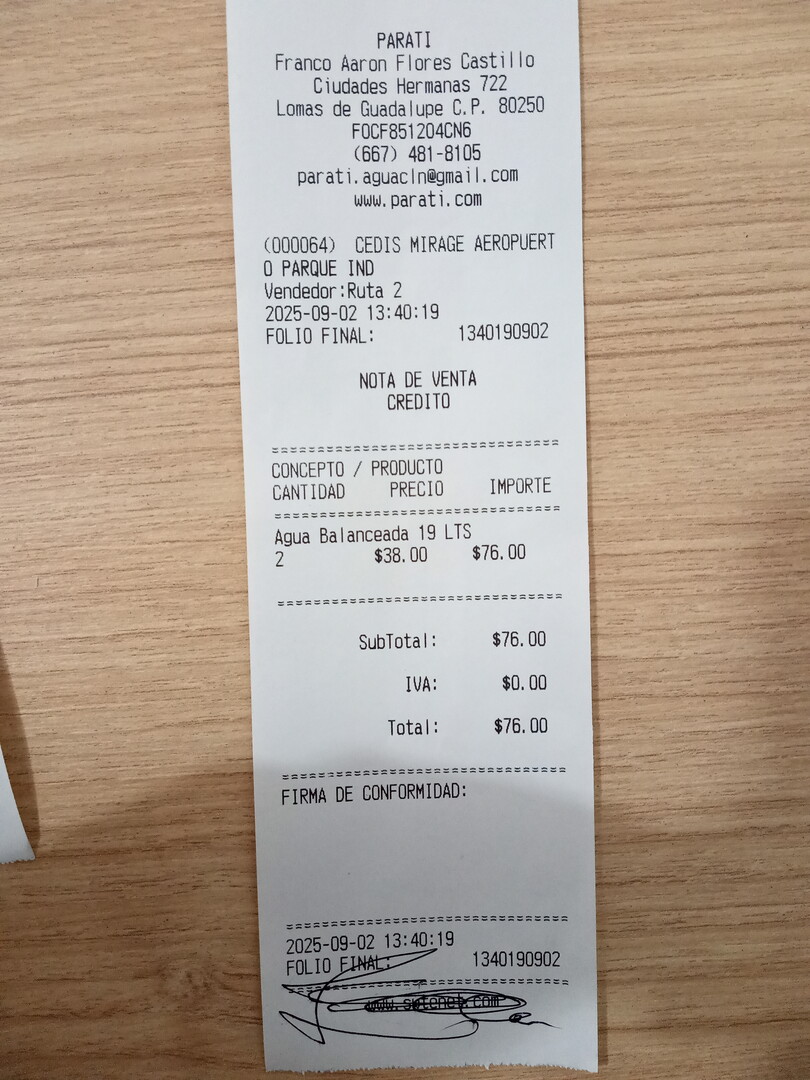 PARATI
Franco Aaron Flores Castillo
Ciudades Hermanas 722
Lomas de Guadalupe C.P. 80250
FOCF851204CN6
(667) 481-8105
parati.aguacln@gmail.com
www.parati.com
(000064) CEDIS MIRAGE AEROPUERT
O PARQUE IND
Vendedor:Ruta 2
2025-09-02 13:40:19
FOLIO FINAL: 1340190902
NOTA DE VENTA
CREDITO
CONCEPTO / PRODUCTO
CANTIDAD PRECIO IMPORTE
Agua Balanceada 19 LTS
2 $38.00 $76.00
SubTotal: $76.00
IVA: $0.00
Total: $76.00
FIRMA DE CONFORMIDAD:
2025-09-02 13:40:19
FOLIO FINAL: 1340190902